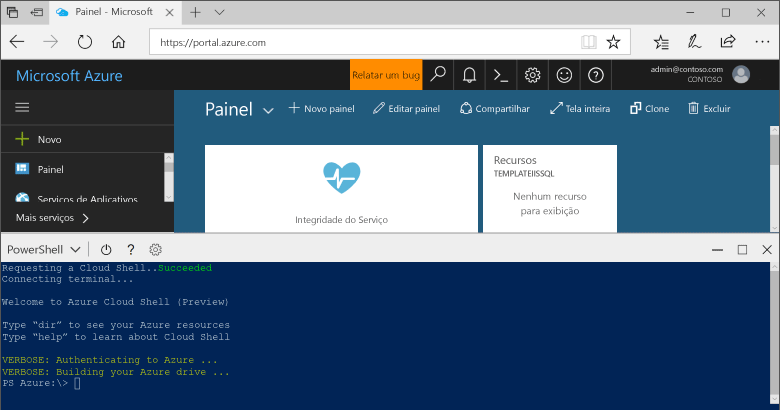 Painel - Microsoft
https://portal.azure.com
Microsoft Azure
Relatar um bug
admin@contoso.com
CONTOSO
Painel
Novo painel
Editar painel
Compartilhar
Tela inteira
Clone
Excluir
Novo
Painel
Serviços de Aplicativos
Mais serviços
Integridade do Serviço
Recursos
TEMPLATEIISSQL
Nenhum recurso
para exibição
PowerShell
Requesting a Cloud Shell..Succeeded
Connecting terminal...
Welcome to Azure Cloud Shell (Preview)
Type “dir” to see your Azure resources
Type “help” to learn about Cloud Shell
VERBOSE: Authenticating to Azure ...
VERBOSE: Building your Azure drive ...
PS Azure:\>